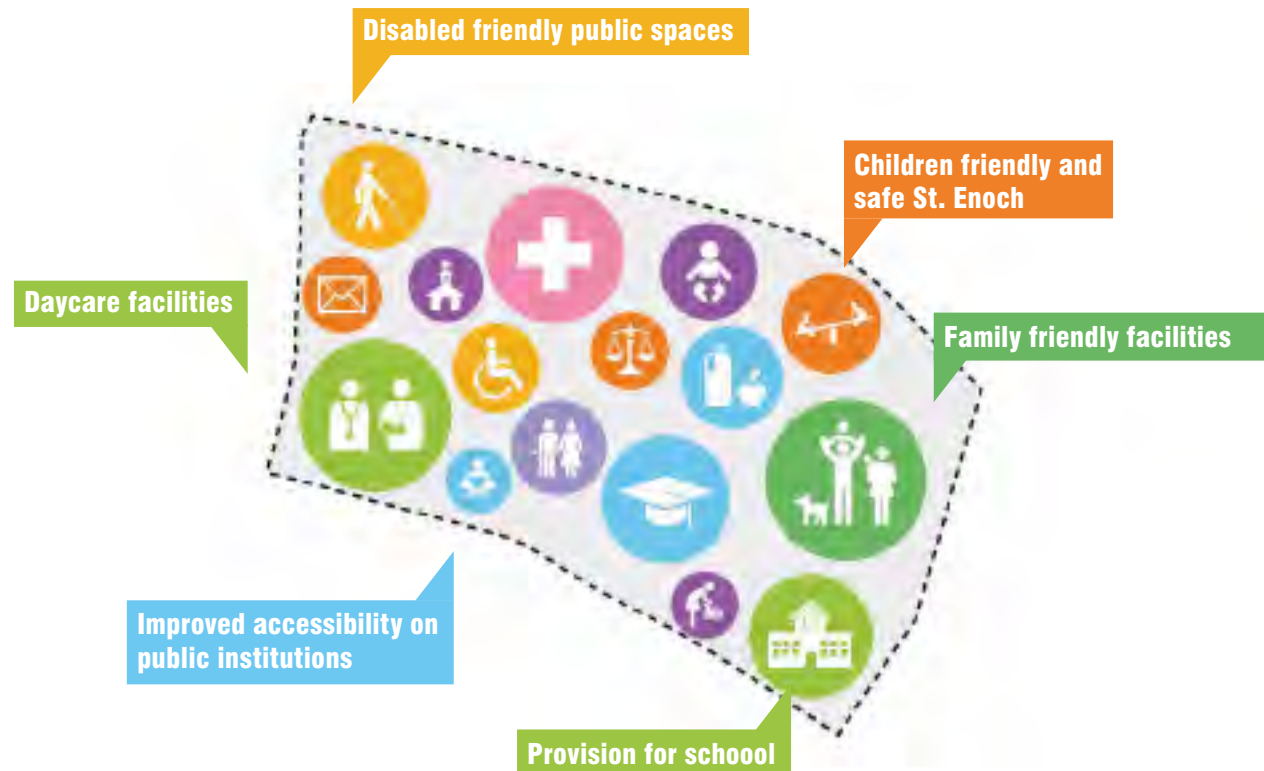 Disabled friendly public spaces
Children friendly and
safe St. Enoch
Daycare facilities
Family friendly facilities
Improved accessibility on
public institutions
Provision for schoool